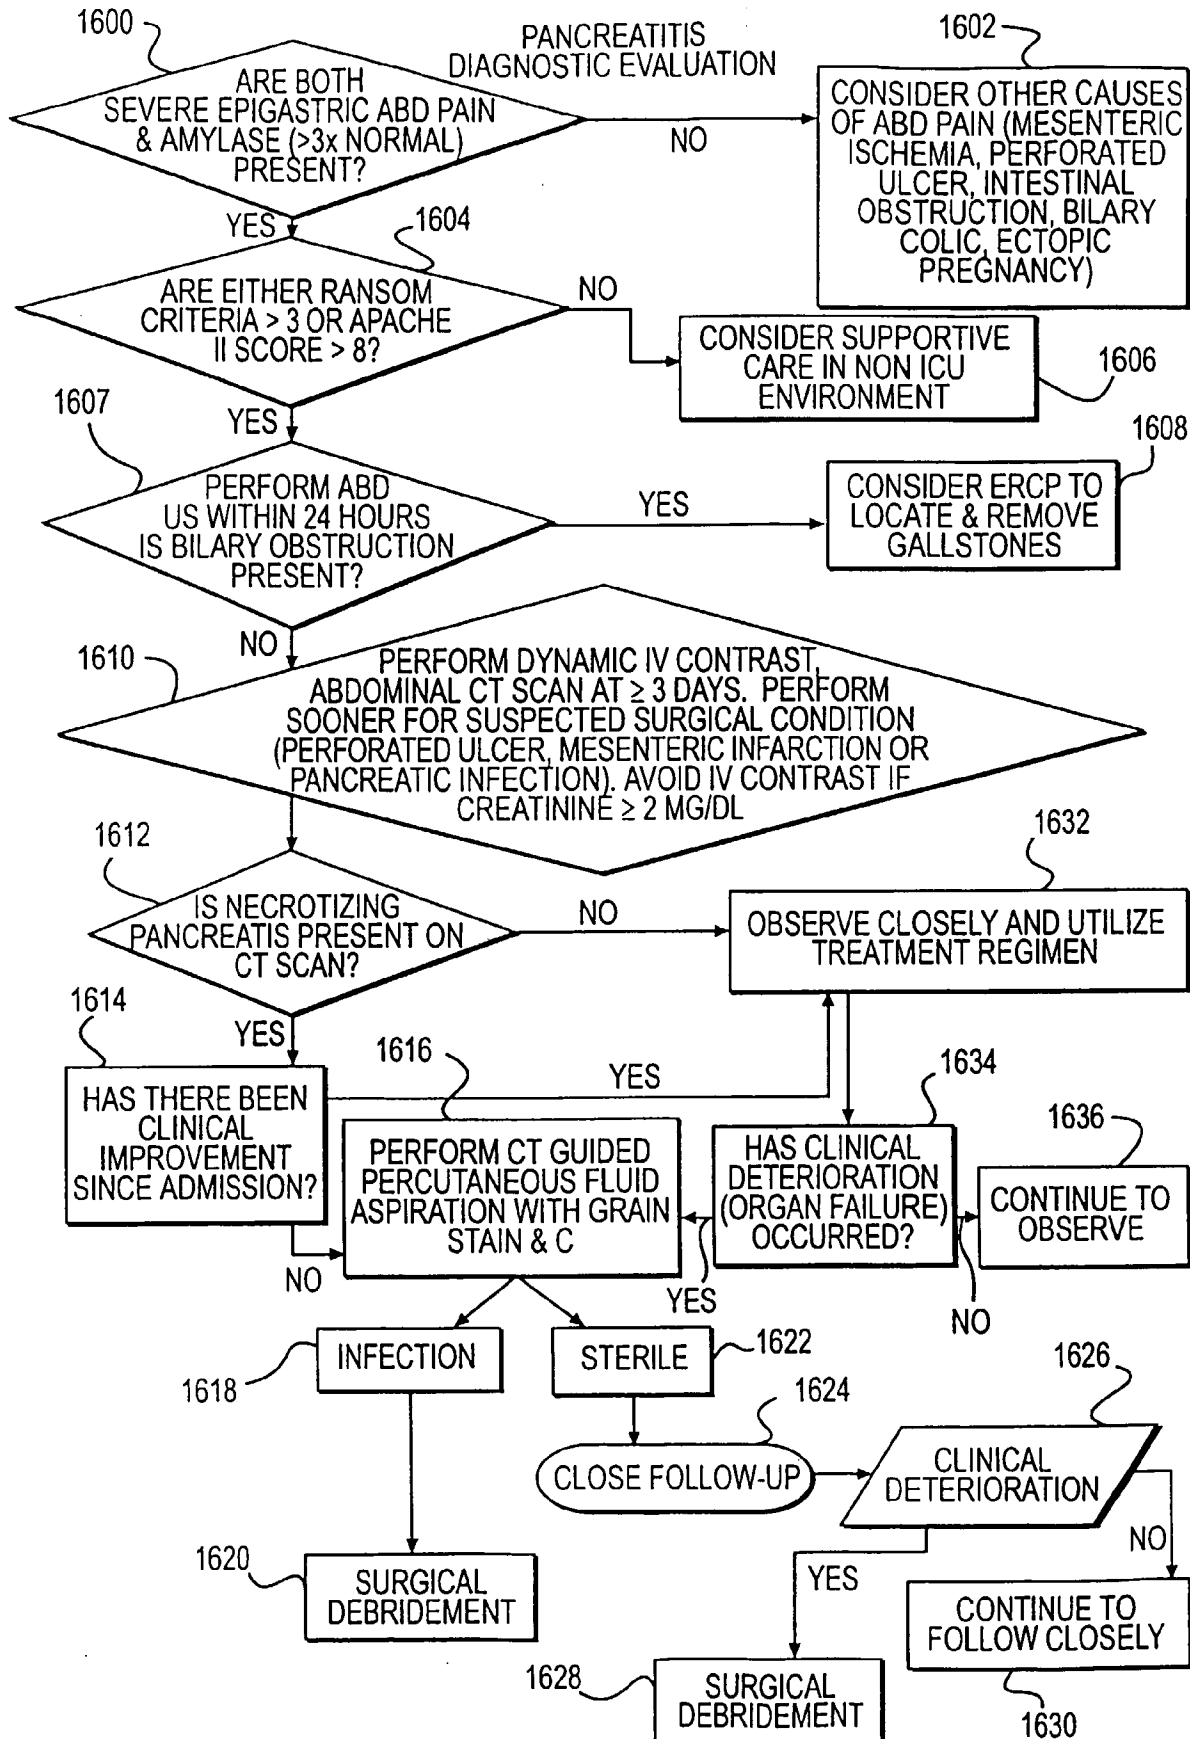 1600
PANCREATITIS
DIAGNOSTIC EVALUATION
1602
ARE BOTH
SEVERE EPIGASTRIC ABD PAIN
& AMYLASE (>3x NORMAL)
PRESENT?
NO
CONSIDER OTHER CAUSES
OF ABD PAIN (MESENTERIC
ISCHEMIA, PERFORATED
ULCER, INTESTINAL
OBSTRUCTION, BILARY
COLIC, ECTOPIC
PREGNANCY)
YES
1604
ARE EITHER RANSOM
CRITERIA > 3 OR APACHE
II SCORE > 8?
NO
CONSIDER SUPPORTIVE
CARE IN NON ICU
ENVIRONMENT
1606
YES
1607
PERFORM ABD
US WITHIN 24 HOURS
IS BILARY OBSTRUCTION
PRESENT?
YES
1608
CONSIDER ERCP TO
LOCATE & REMOVE
GALLSTONES
NO
1610
PERFORM DYNAMIC IV CONTRAST,
ABDOMINAL CT SCAN AT ≥ 3 DAYS. PERFORM
SOONER FOR SUSPECTED SURGICAL CONDITION
(PERFORATED ULCER, MESENTERIC INFARCTION OR
PANCREATIC INFECTION). AVOID IV CONTRAST IF
CREATININE ≥ 2 MG/DL
1612
IS NECROTIZING
PANCREATIS PRESENT ON
CT SCAN?
NO
1632
OBSERVE CLOSELY AND UTILIZE
TREATMENT REGIMEN
YES
1614
HAS THERE BEEN
CLINICAL
IMPROVEMENT
SINCE ADMISSION?
YES
NO
1616
PERFORM CT GUIDED
PERCUTANEOUS FLUID
ASPIRATION WITH GRAIN
STAIN & C
1634
HAS CLINICAL
DETERIORATION
(ORGAN FAILURE)
OCCURRED?
YES
NO
1636
CONTINUE TO
OBSERVE
INFECTION
1618
STERILE
1622
1624
CLOSE FOLLOW-UP
1626
CLINICAL
DETERIORATION
YES
NO
1620
SURGICAL
DEBRIDEMENT
1628
SURGICAL
DEBRIDEMENT
CONTINUE TO
FOLLOW CLOSELY
1630